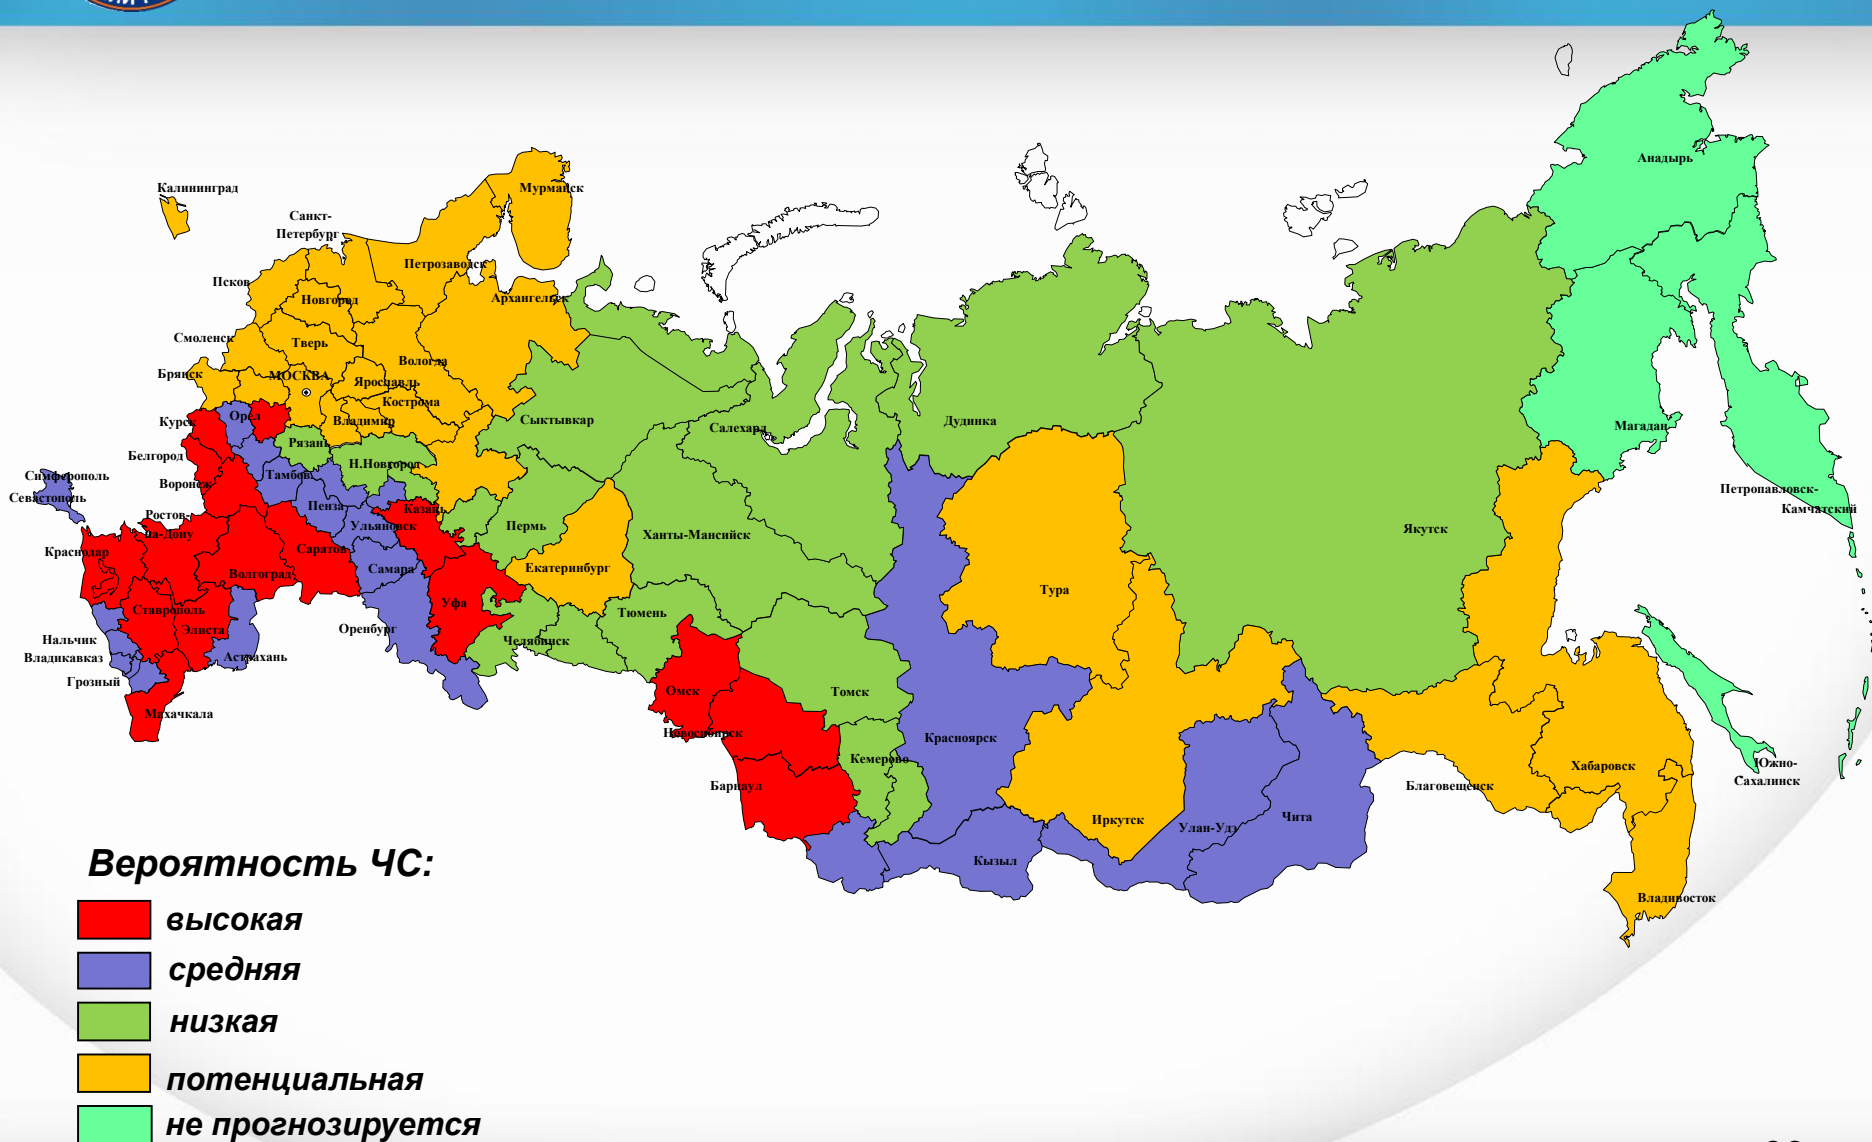 Анадырь
Калининград
Мурманск
Санкт-
Петербург
Петрозаводск
Псков
Новгород
Архангельск
Смоленск
Тверь
Вологда
Брянск
МОСКВА
Ярославль
Кострома
Орел
Курск
Владимир
Сыктывкар
Салехард
Дудинка
Магадан
Рязань
Белгород
Н.Новгород
Симферополь
Тамбов
Воронеж
Севастополь
Пенза
Казань
Петропавловск-
Камчатский
Ростов-
на-Дону
Ульяновск
Пермь
Ханты-Мансийск
Якутск
Краснодар
Саратов
Самара
Екатеринбург
Волгоград
Тура
Уфа
Ставрополь
Тюмень
Элиста
Оренбург
Нальчик
Челябинск
Владикавказ
Астрахань
Грозный
Омск
Томск
Махачкала
Новосибирск
Красноярск
Кемерово
Хабаровск
Южно-
Сахалинск
Барнаул
Благовещенск
Иркутск
Улан-Удэ
Чита
Кызыл
Владивосток
Вероятность ЧС:
высокая
средняя
низкая
потенциальная
не прогнозируется